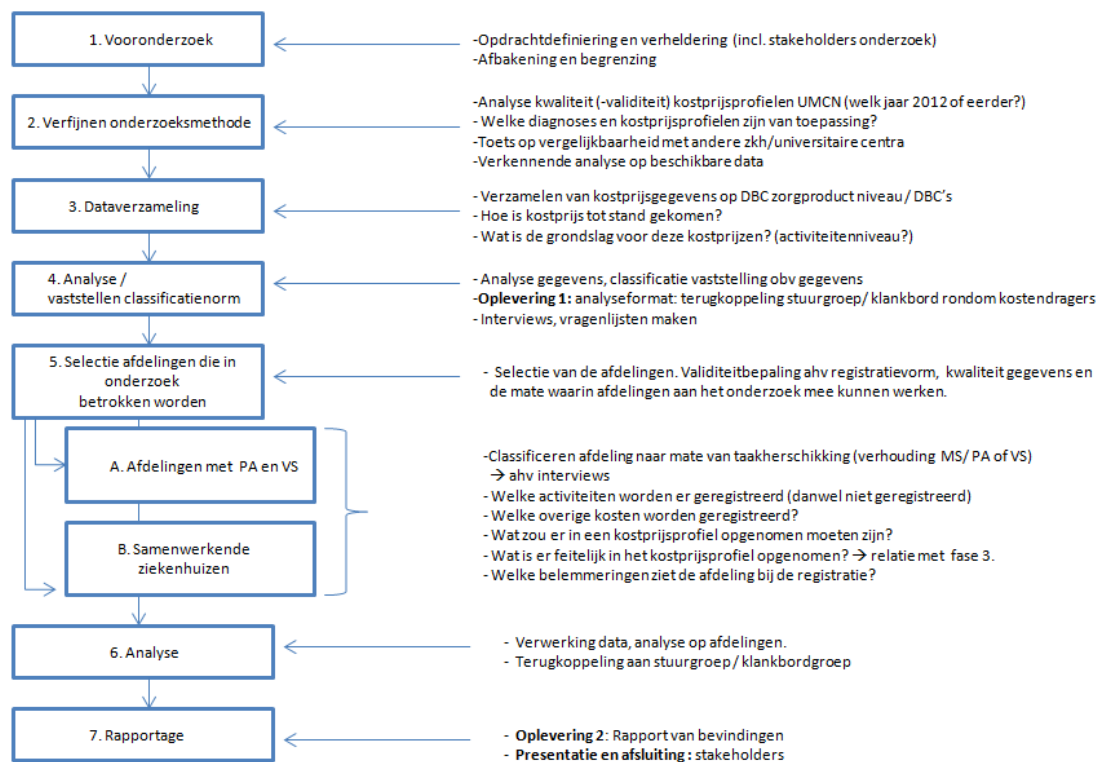 1. Vooronderzoek
-Opdrachtdefiniering en verheldering (incl. stakeholders onderzoek)
-Afbakening en begrenzing
2. Verfijnen onderzoeksmethode
-Analyse kwaliteit (-validiteit) kostprijsprofielen UMCN (welk jaar 2012 of eerder?)
- Welke diagnoses en kostprijsprofielen zijn van toepassing?
-Toets op vergelijkbaarheid met andere zkh/universitaire centra
-Verkennende analyse op beschikbare data
3. Dataverzameling
- Verzamelen van kostprijsgegevens op DBC zorgproduct niveau / DBC's
- Hoe is kostprijs tot stand gekomen?
- Wat is de grondslag voor deze kostprijzen? (activiteitenniveau?)
4. Analyse /
vaststellen classificatienorm
- Analyse gegevens, classificatie vaststelling obv gegevens
-Oplevering 1: analyseformat: terugkoppeling stuurgroep/ klankbord rondom kostendragers
- Interviews, vragenlijsten maken
5. Selectie afdelingen die in
onderzoek
betrokken worden
- Selectie van de afdelingen. Validiteitbepaling ahv registratievorm, kwaliteit gegevens en
de mate waarin afdelingen aan het onderzoek mee kunnen werken.
A. Afdelingen met PA en VS
B. Samenwerkende
ziekenhuizen
-Classificeren afdeling naar mate van taakherschikking (verhouding MS/ PA of VS)
→ ahv interviews
- Welke activiteiten worden er geregistreerd (danwel niet geregistreerd)
- Welke overige kosten worden geregistreerd?
- Wat zou er in een kostprijsprofiel opgenomen moeten zijn?
- Wat is er feitelijk in het kostprijsprofiel opgenomen? → relatie met fase 3.
- Welke belemmeringen ziet de afdeling bij de registratie?
6. Analyse
- Verwerking data, analyse op afdelingen.
- Terugkoppeling aan stuurgroep / klankbordgroep
7. Rapportage
- Oplevering 2: Rapport van bevindingen
- Presentatie en afsluiting : stakeholders